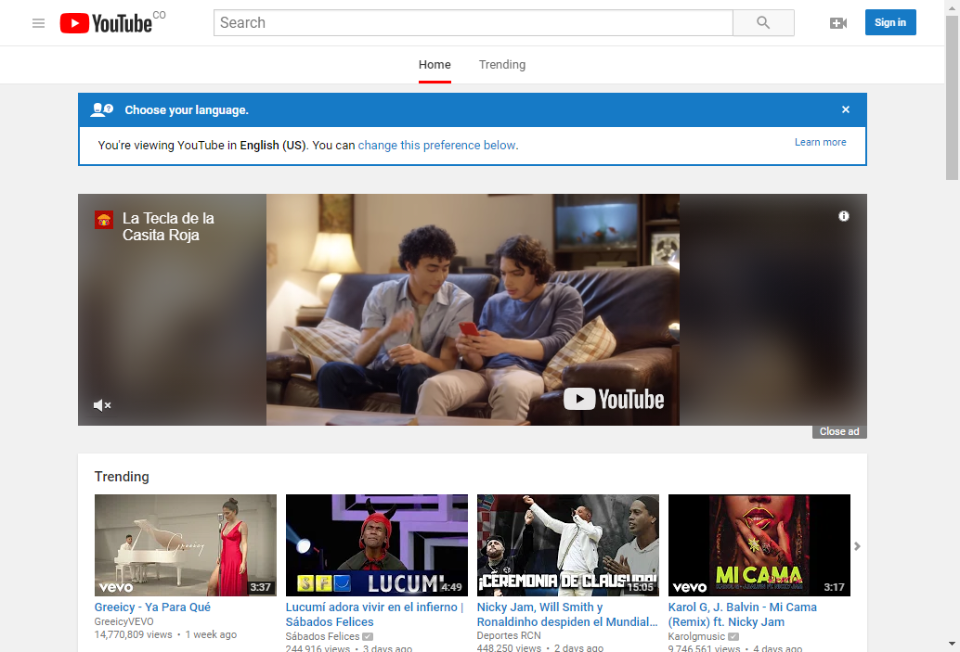 YouTube CO
Search
Sign in
Home
Trending
Choose your language.
×
You're viewing YouTube in English (US). You can change this preference below.
Learn more
La Tecla de la
Casita Roja
YouTube
Close ad
Trending
Greeicy
vevo
3:37
SF
LUCUMÍ
4:49
¡CEREMONIA DE CLAUSURA!
15:05
MI CAMA
vevo
3:17
Greeicy - Ya Para Qué
GreeicyVEVO
14,770,809 views • 1 week ago
Lucumí adora vivir en el infierno |
Sábados Felices
Sábados Felices
244,916 views • 3 days ago
Nicky Jam, Will Smith y
Ronaldinho despiden el Mundial...
Deportes RCN
448,250 views • 2 days ago
Karol G, J. Balvin - Mi Cama
(Remix) ft. Nicky Jam
Karolgmusic
9,746,561 views • 4 days ago